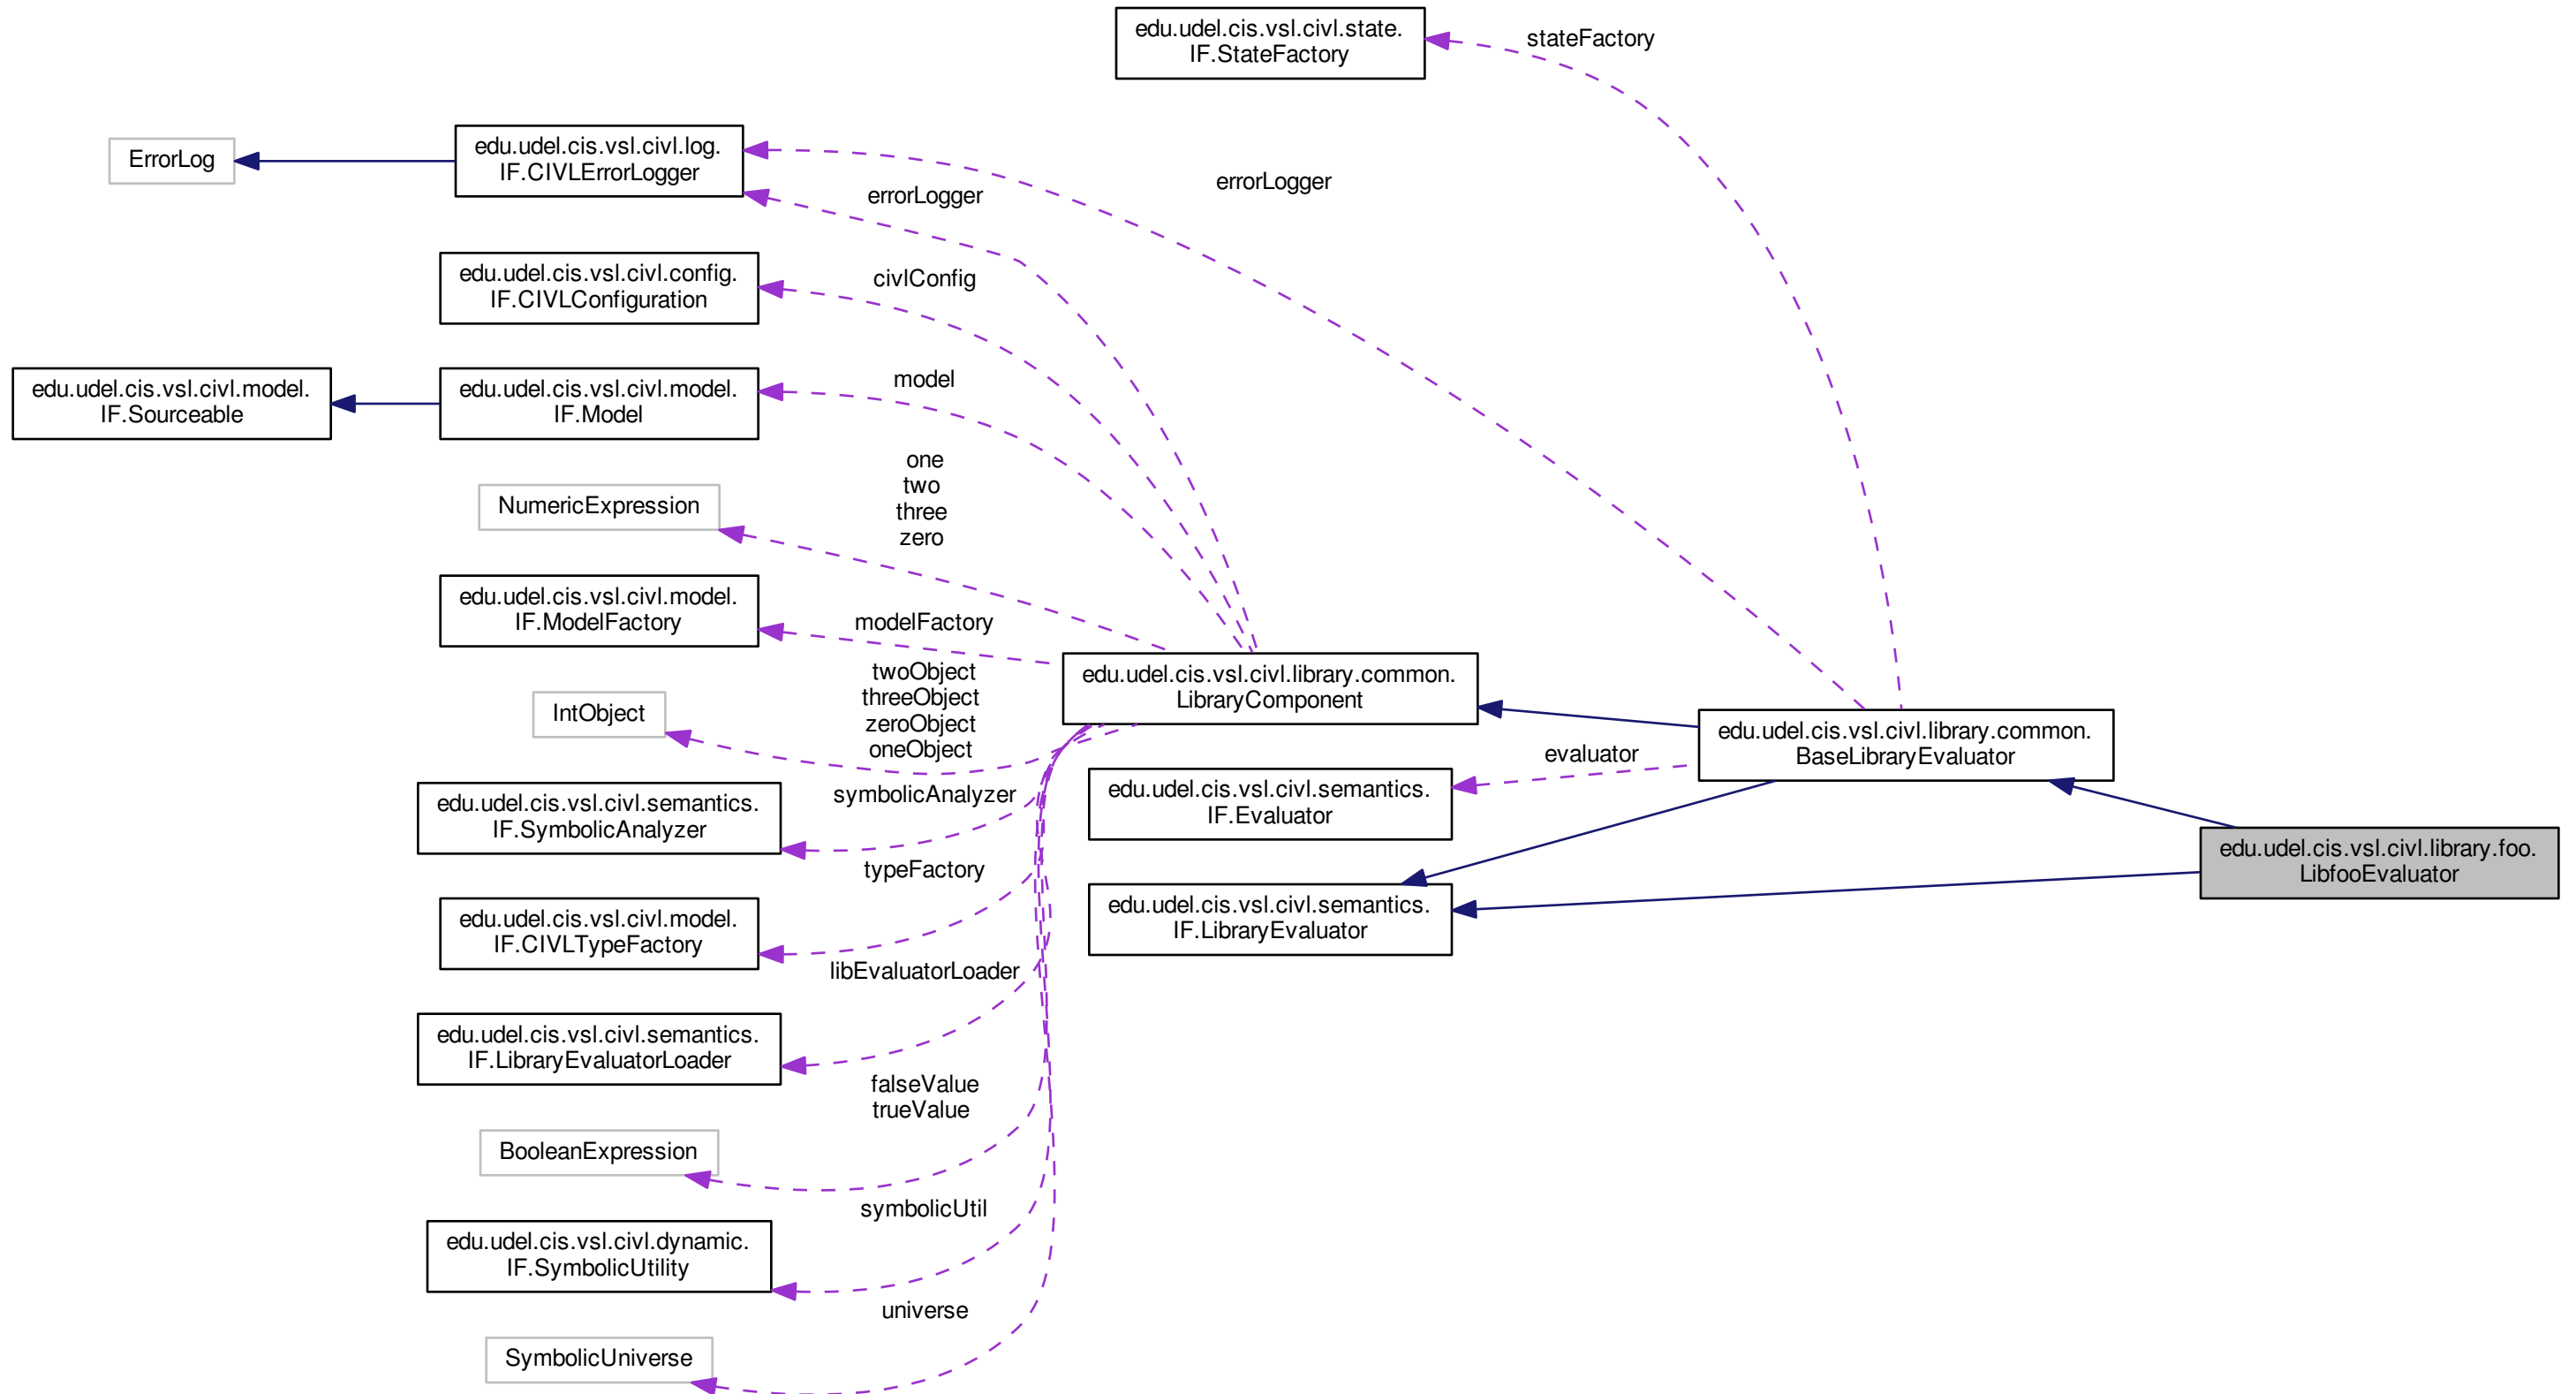 edu.udel.cis.vsl.civl.state.
IF.StateFactory
stateFactory
ErrorLog
edu.udel.cis.vsl.civl.log.
IF.CIVLErrorLogger
errorLogger
errorLogger
edu.udel.cis.vsl.civl.config.
IF.CIVLConfiguration
civlConfig
edu.udel.cis.vsl.civl.model.
IF.Sourceable
edu.udel.cis.vsl.civl.model.
IF.Model
model
NumericExpression
one
two
three
zero
edu.udel.cis.vsl.civl.model.
IF.ModelFactory
modelFactory
IntObject
twoObject
threeObject
zeroObject
oneObject
edu.udel.cis.vsl.civl.library.common.
LibraryComponent
edu.udel.cis.vsl.civl.library.common.
BaseLibraryEvaluator
evaluator
edu.udel.cis.vsl.civl.semantics.
IF.SymbolicAnalyzer
symbolicAnalyzer
edu.udel.cis.vsl.civl.semantics.
IF.Evaluator
edu.udel.cis.vsl.civl.library.foo.
LibfooEvaluator
edu.udel.cis.vsl.civl.model.
IF.CIVLTypeFactory
typeFactory
edu.udel.cis.vsl.civl.semantics.
IF.LibraryEvaluator
edu.udel.cis.vsl.civl.semantics.
IF.LibraryEvaluatorLoader
libEvaluatorLoader
BooleanExpression
falseValue
trueValue
edu.udel.cis.vsl.civl.dynamic.
IF.SymbolicUtility
symbolicUtil
SymbolicUniverse
universe